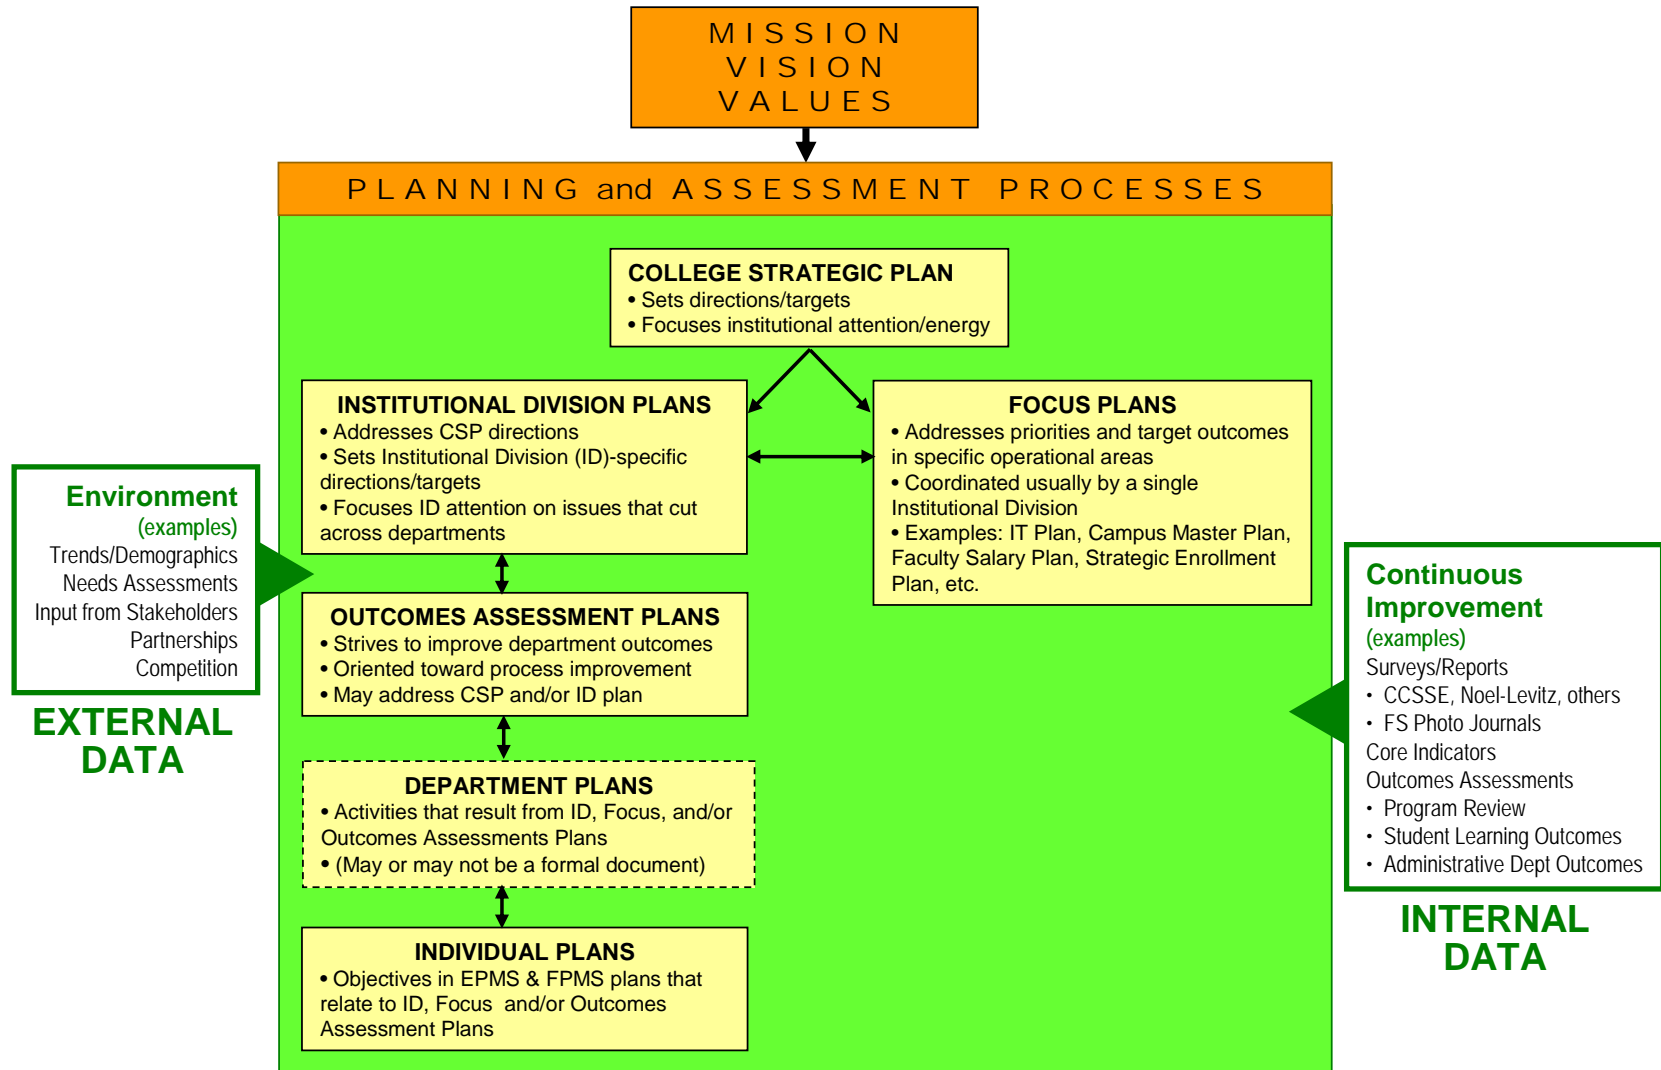 MISSION
VISION
VALUES
PLANNING and ASSESSMENT PROCESSES
COLLEGE STRATEGIC PLAN
• Sets directions/targets
• Focuses institutional attention/energy
INSTITUTIONAL DIVISION PLANS
• Addresses CSP directions
• Sets Institutional Division (ID)-specific
directions/targets
• Focuses ID attention on issues that cut
across departments
FOCUS PLANS
• Addresses priorities and target outcomes
in specific operational areas
• Coordinated usually by a single
Institutional Division
• Examples: IT Plan, Campus Master Plan,
Faculty Salary Plan, Strategic Enrollment
Plan, etc.
Environment
(examples)
Trends/Demographics
Needs Assessments
Input from Stakeholders
Partnerships
Competition
EXTERNAL
DATA
OUTCOMES ASSESSMENT PLANS
• Strives to improve department outcomes
• Oriented toward process improvement
• May address CSP and/or ID plan
DEPARTMENT PLANS
• Activities that result from ID, Focus, and/or
Outcomes Assessments Plans
• (May or may not be a formal document)
INDIVIDUAL PLANS
• Objectives in EPMS & FPMS plans that
relate to ID, Focus and/or Outcomes
Assessment Plans
Continuous
Improvement
(examples)
Surveys/Reports
• CCSSE, Noel-Levitz, others
• FS Photo Journals
Core Indicators
Outcomes Assessments
• Program Review
• Student Learning Outcomes
• Administrative Dept Outcomes
INTERNAL
DATA